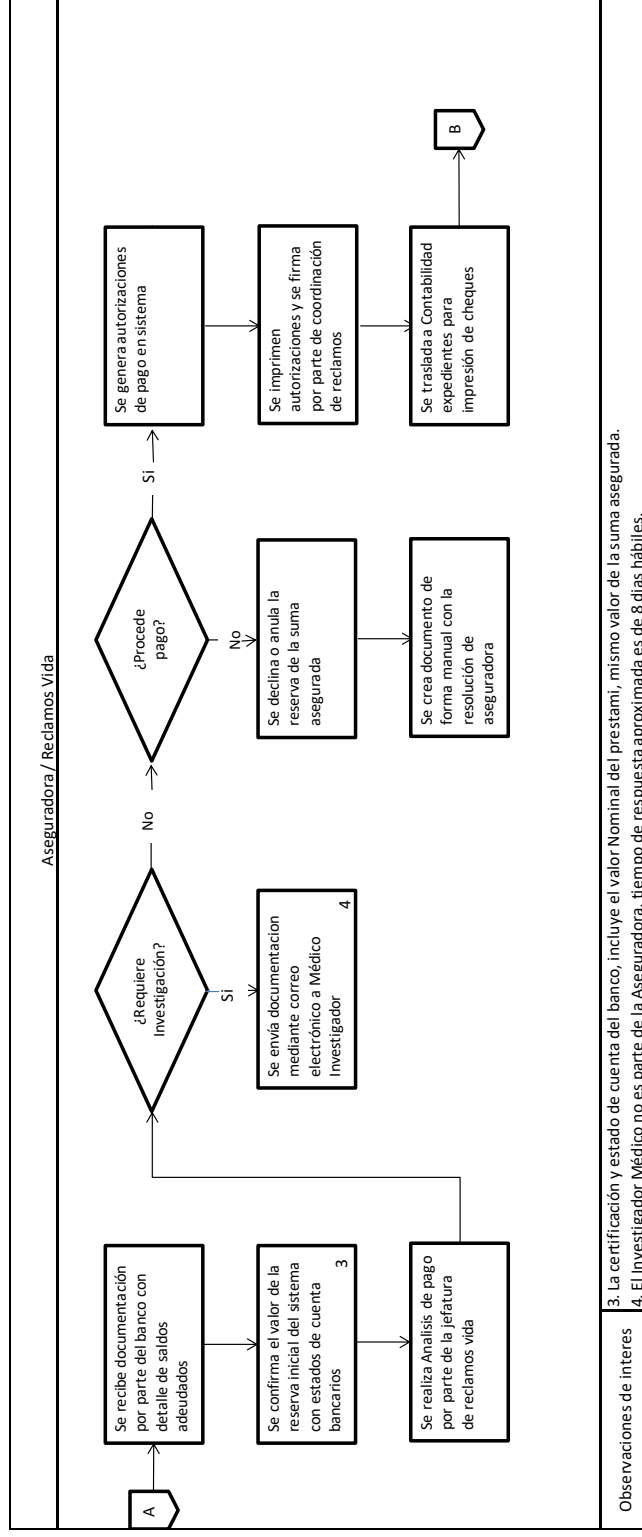 Aseguradora / Reclamos Vida
A
Se recibe documentación
por parte del banco con
detalle de saldos
adeudados
Se confirma el valor de la
reserva inicial del sistema
con estados de cuenta
bancarios
3
Se realiza Analisis de pago
por parte de la jefatura
de reclamos vida
¿Requiere
Investigación?
Si
Se envía documentacion
mediante correo
electrónico a Médico
Investigador
4
No
¿Procede
pago?
No
Se declina o anula la
reserva de la suma
asegurada
Se crea documento de
forma manual con la
resolución de
aseguradora
Si
Se genera autorizaciones
de pago en sistema
Se imprimen
autorizaciones y se firma
por parte de coordinación
de reclamos
Se traslada a Contabilidad
expedientes para
impresión de cheques
B
Observaciones de interes
3. La certificación y estado de cuenta del banco, incluye el valor Nominal del prestami, mismo valor de la suma asegurada.
4. El Investigador Médico no es parte de la Aseguradora, tiempo de respuesta aproximada es de 8 dias hábiles.